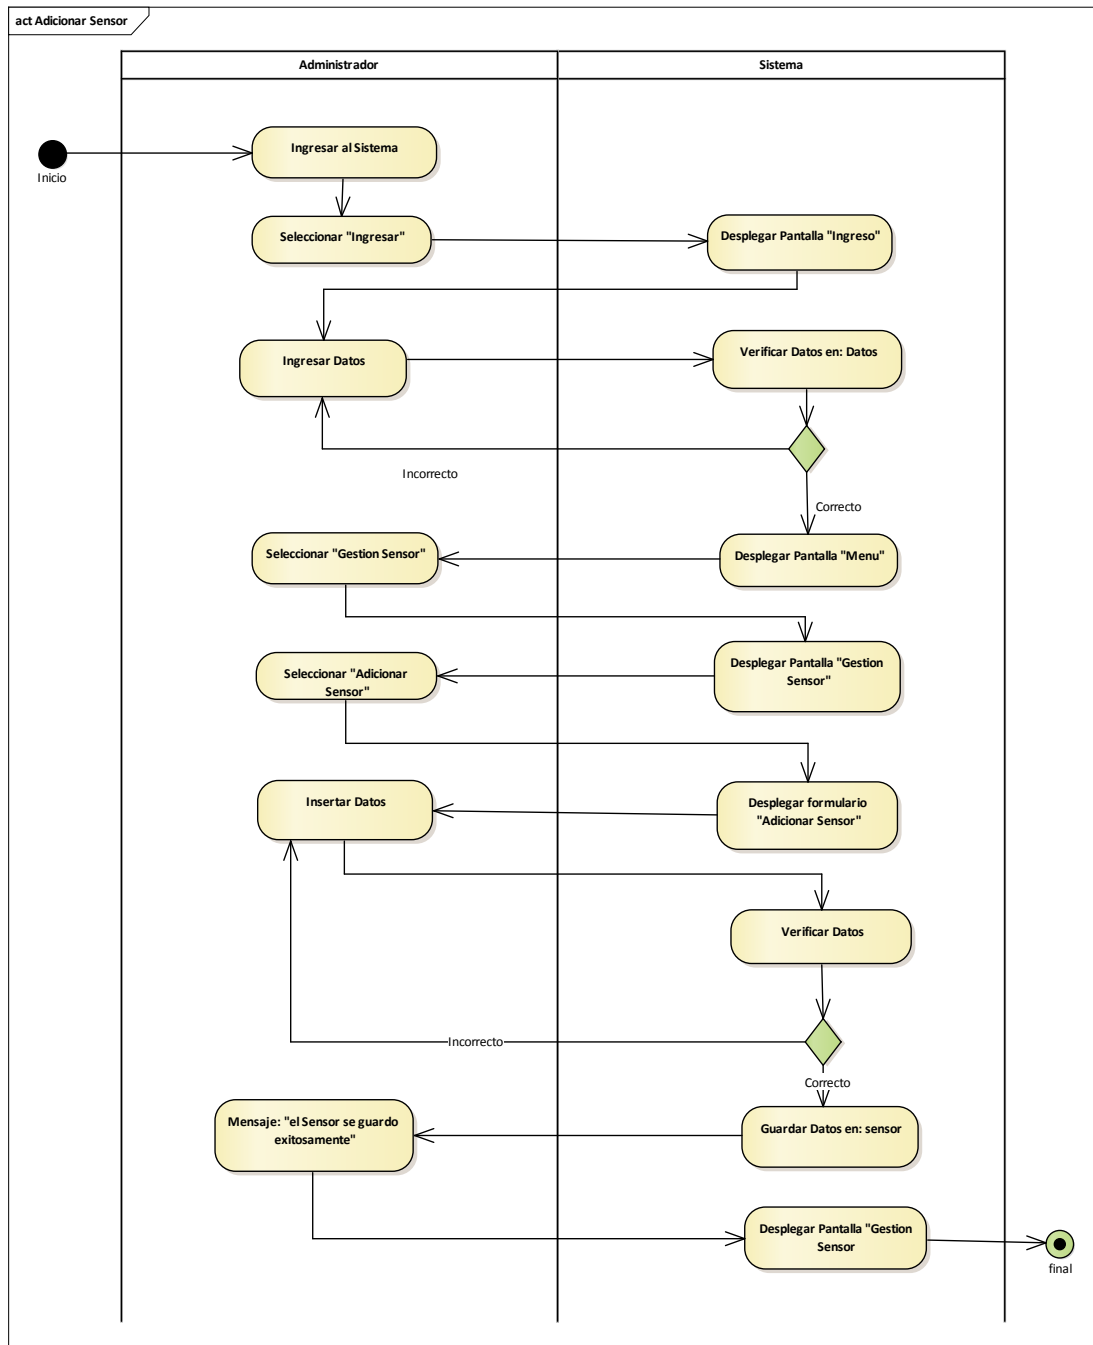 act Adicionar Sensor
Administrador
Sistema
Inicio
Ingresar al Sistema
Seleccionar "Ingresar"
Desplegar Pantalla "Ingreso"
Ingresar Datos
Verificar Datos en: Datos
Incorrecto
Correcto
Seleccionar "Gestion Sensor"
Desplegar Pantalla "Menu"
Seleccionar "Adicionar
Sensor"
Desplegar Pantalla "Gestion
Sensor"
Insertar Datos
Desplegar formulario
"Adicionar Sensor"
Verificar Datos
Incorrecto
Correcto
Mensaje: "el Sensor se guardo
exitosamente"
Guardar Datos en: sensor
Desplegar Pantalla "Gestion
Sensor
final